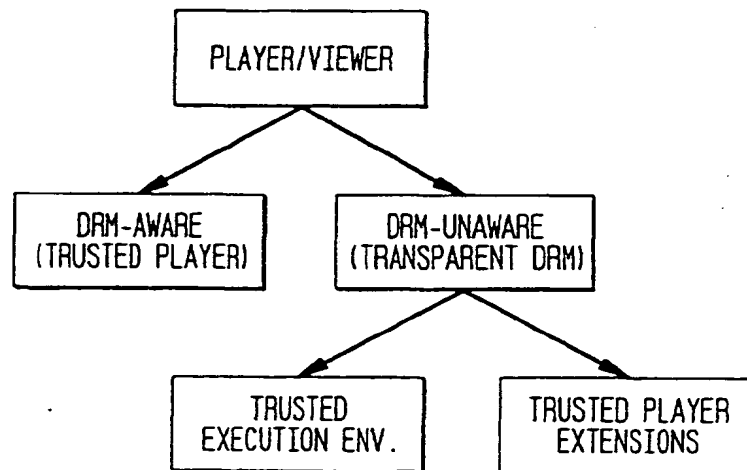 PLAYER/VIEWER
DRM-AWARE
(TRUSTED PLAYER)
DRM-UNAWARE
(TRANSPARENT DRM)
TRUSTED
EXECUTION ENV.
TRUSTED PLAYER
EXTENSIONS